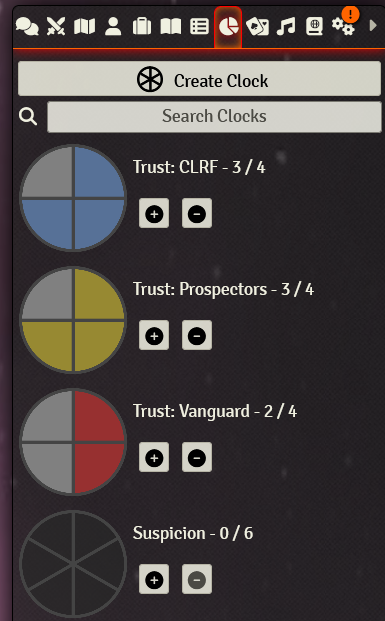 !
Create Clock
Search Clocks
Trust: CLRF - 3 / 4
Trust: Prospectors - 3 / 4
Trust: Vanguard - 2 / 4
Suspicion - 0 / 6